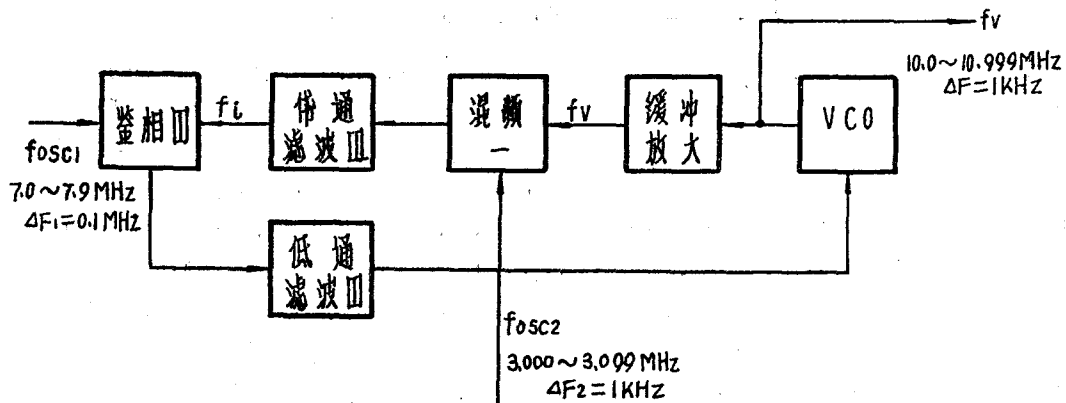 fv
10.0～10.999MHz
ΔF=1KHz
鉴相Ⅱ
fi
带通
滤波Ⅲ
混频
一
fv
缓冲
放大
VCO
fosc1
7.0～7.9MHz
ΔF1=0.1MHz
低通
滤波Ⅱ
fosc2
3.000～3.099MHz
ΔF2=1KHz